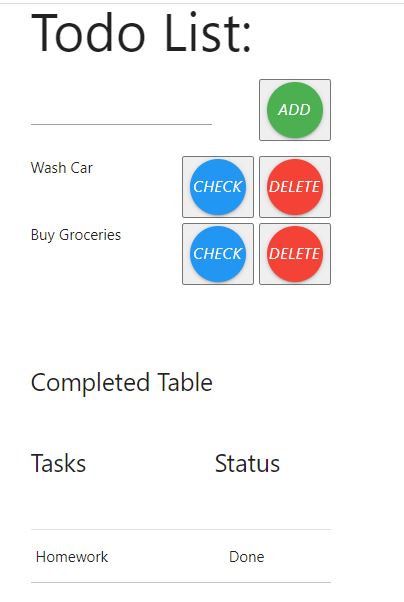 Todo List:
ADD
Wash Car CHECK DELETE
Buy Groceries CHECK DELETE
Completed Table
Tasks Status
Homework Done